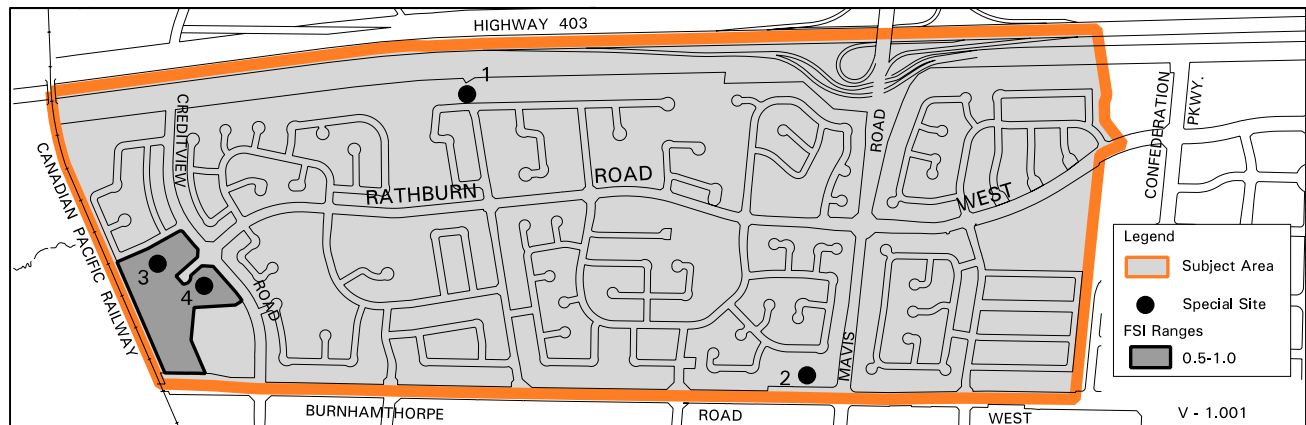 HIGHWAY 403
1
CREDITVIEW
ROAD
CONFEDERATION
PKWY.
ROAD
RATHBURN
ROAD
WEST
CANADIAN PACIFIC RAILWAY
3
4
Legend
Subject Area
Special Site
FSI Ranges
0.5-1.0
MAVIS
2
BURNHAMTHORPE
ROAD
WEST
V - 1.001